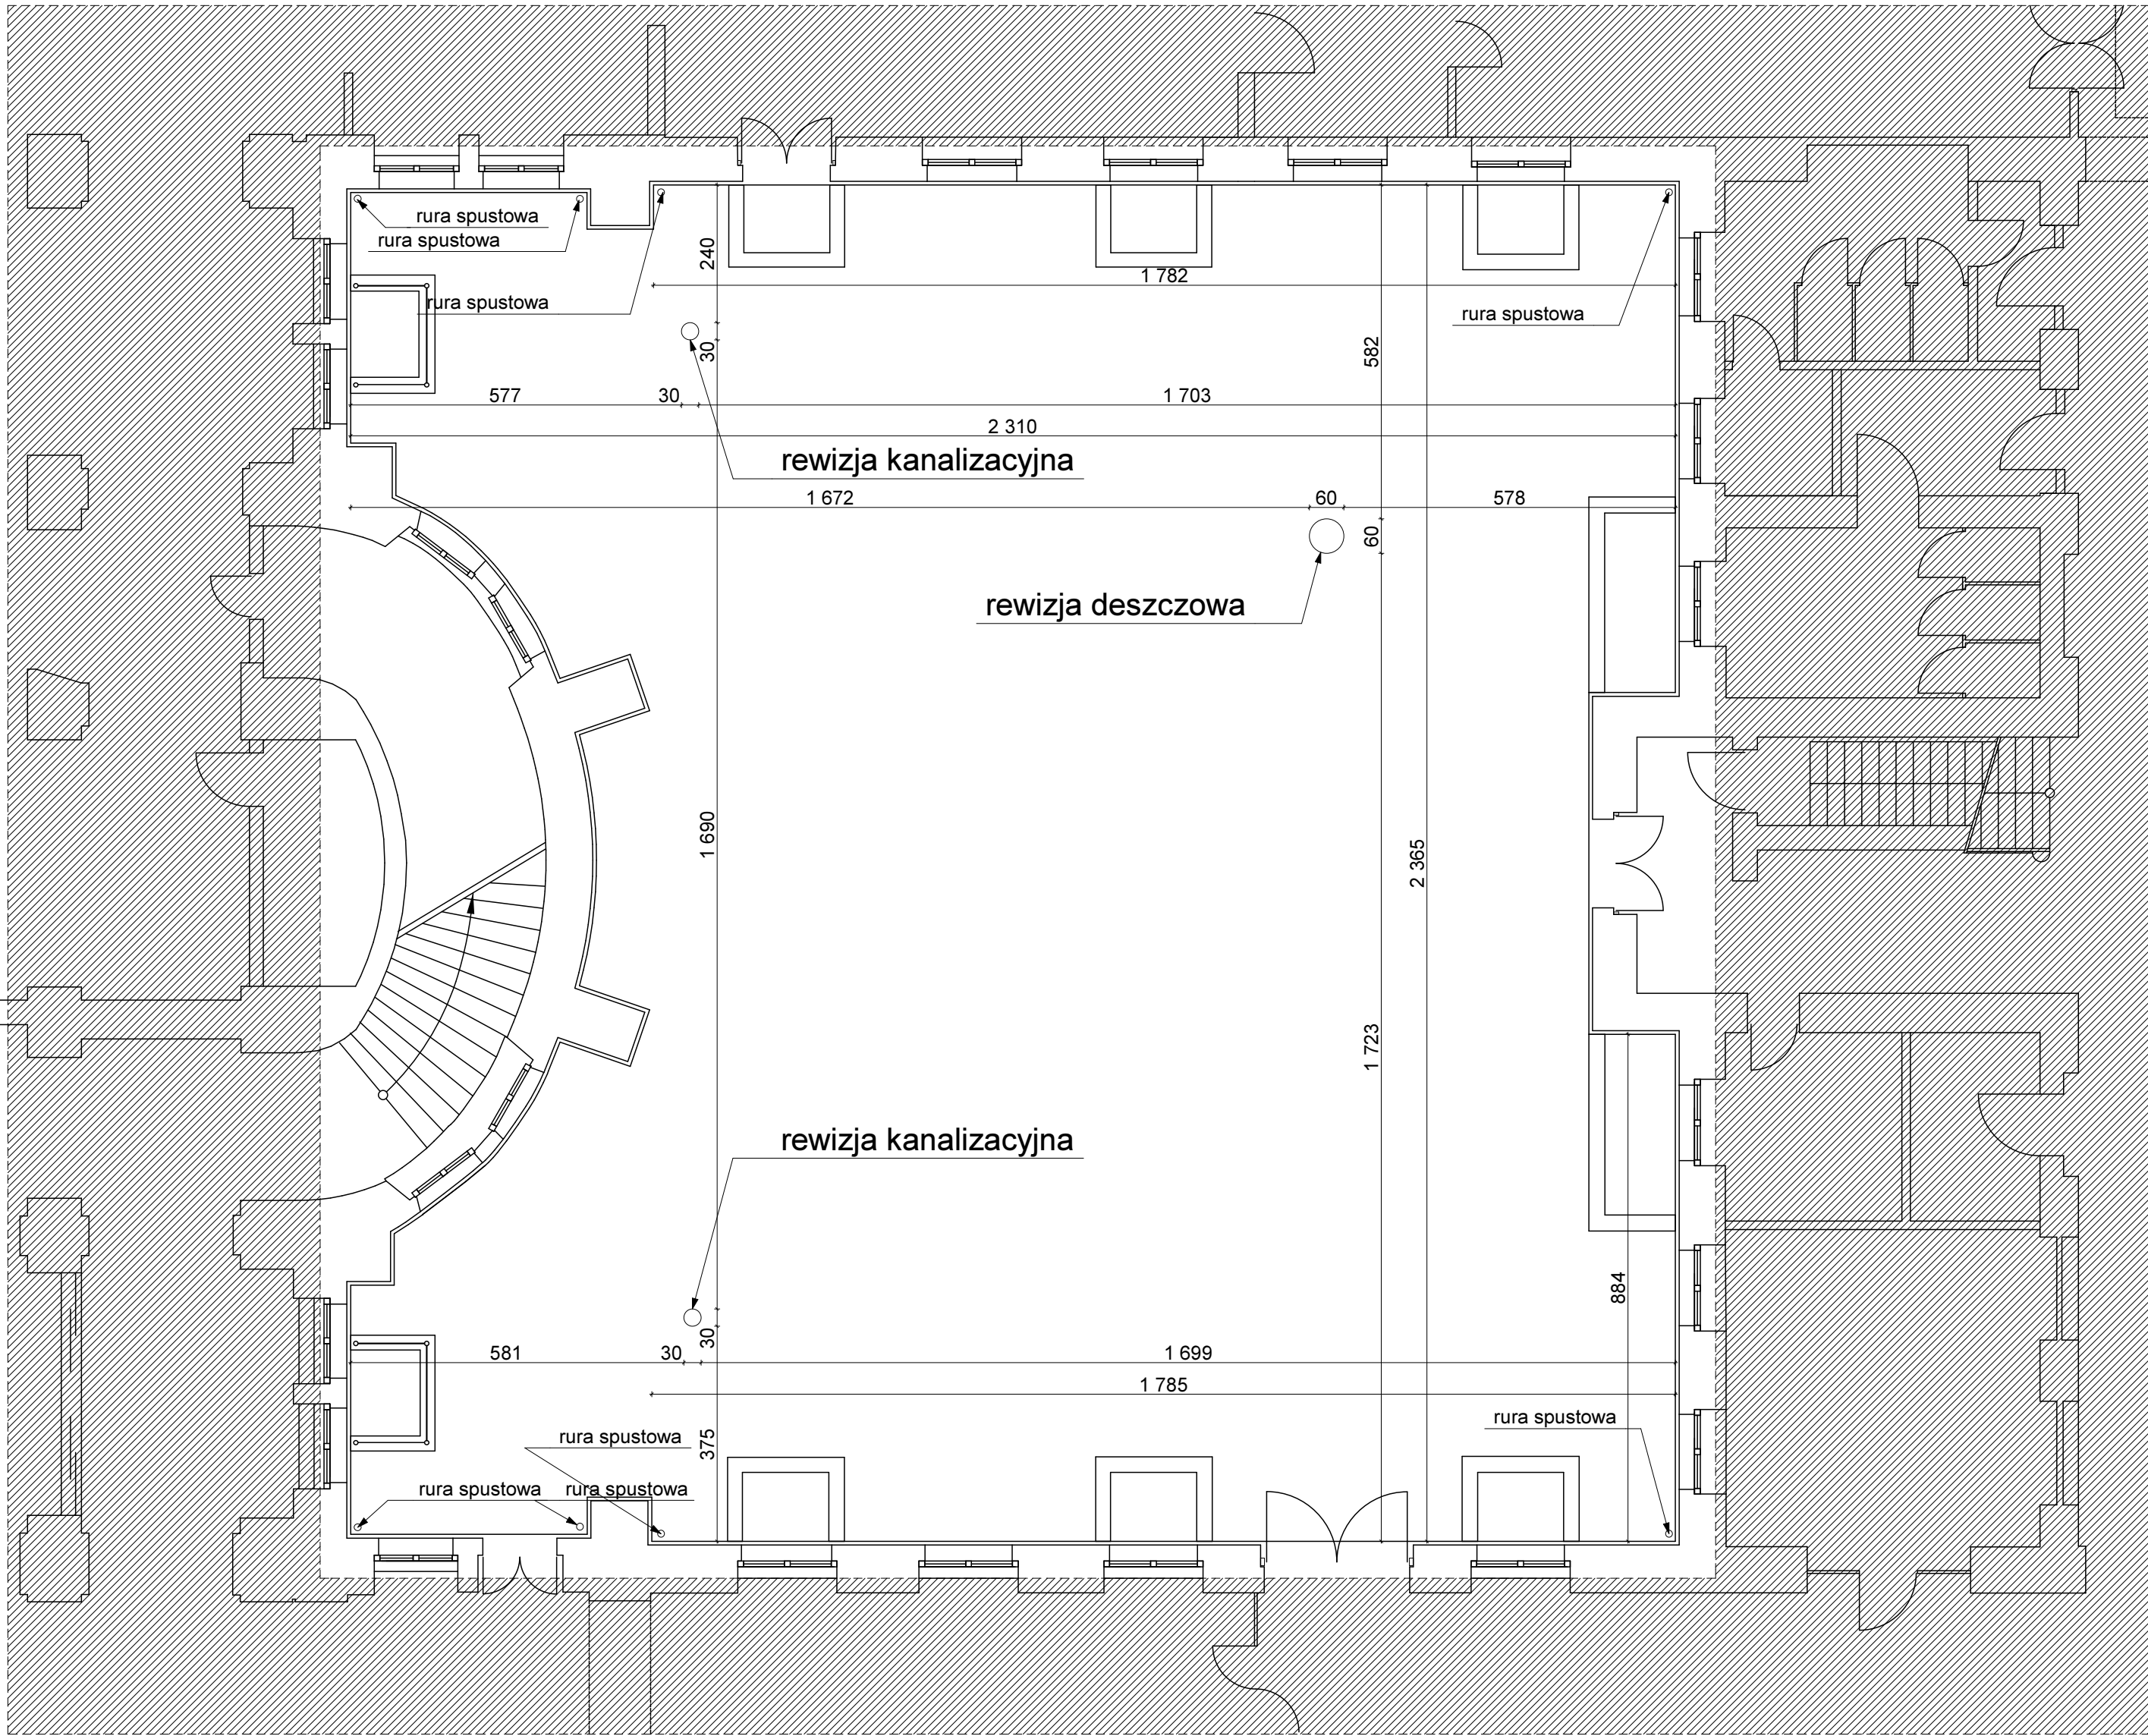 rura spustowa
rura spustowa
240
1 782
rura spustowa
rura spustowa
30
582
577
30
1 703
2 310
rewizja kanalizacyjna
1 672
60
578
60
rewizja deszczowa
1 690
2 365
1 723
rewizja kanalizacyjna
884
30
581
30
1 699
1 785
rura spustowa
375
rura spustowa
rura spustowa
rura spustowa